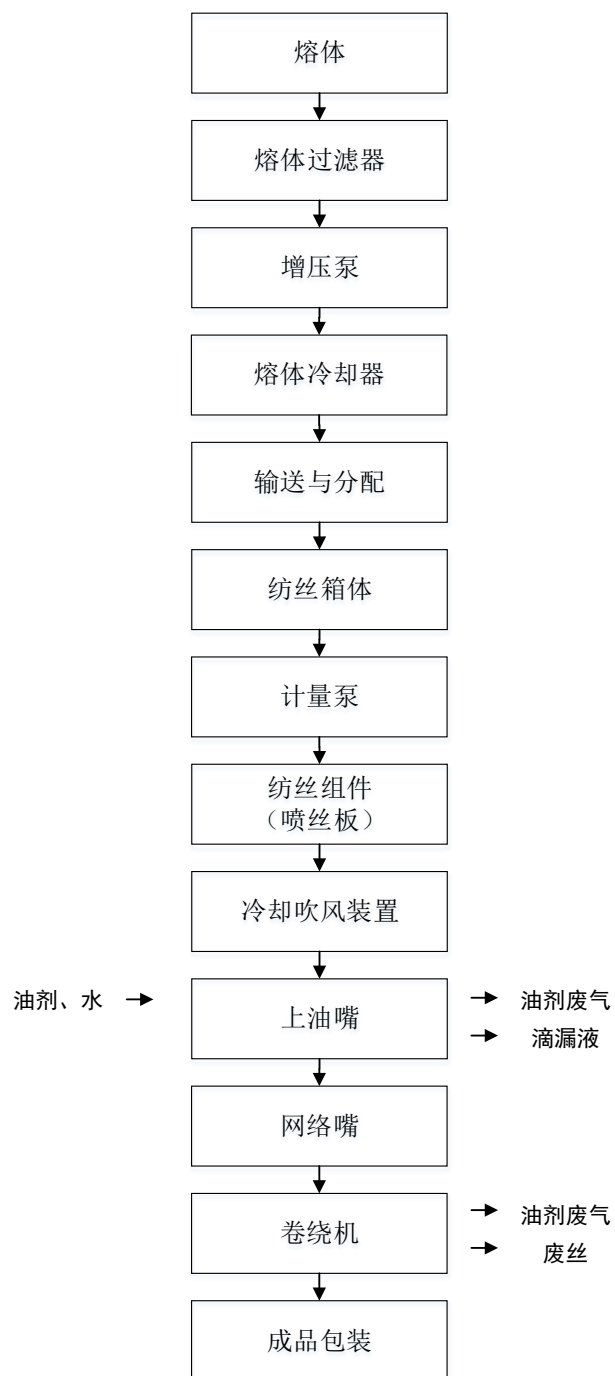 熔体
熔体过滤器
增压泵
熔体冷却器
输送与分配
纺丝箱体
计量泵
纺丝组件
（喷丝板）
冷却吹风装置
油剂、水
上油嘴
油剂废气
滴漏液
网络嘴
卷绕机
油剂废气
废丝
成品包装